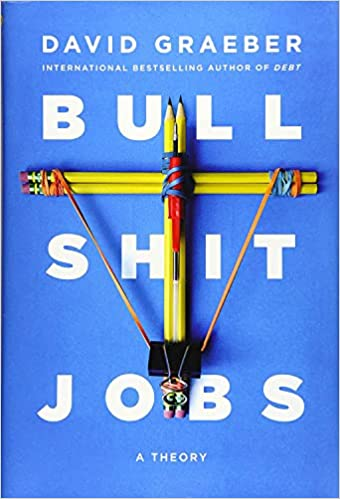 DAVID GRAEBER
INTERNATIONAL BESTSELLING AUTHOR OF DEBT
BULL
SHIT
JOBS
A THEORY